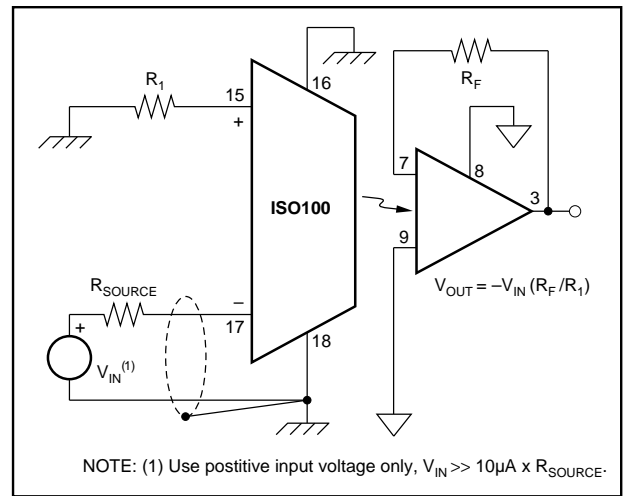 R1
15
+
16
RF
7
8
3
9
ISO100
VOUT = –VIN (RF /R1)
RSOURCE
–
17
18
+
VIN(1)
NOTE: (1) Use postitive input voltage only, VIN >> 10µA x RSOURCE.